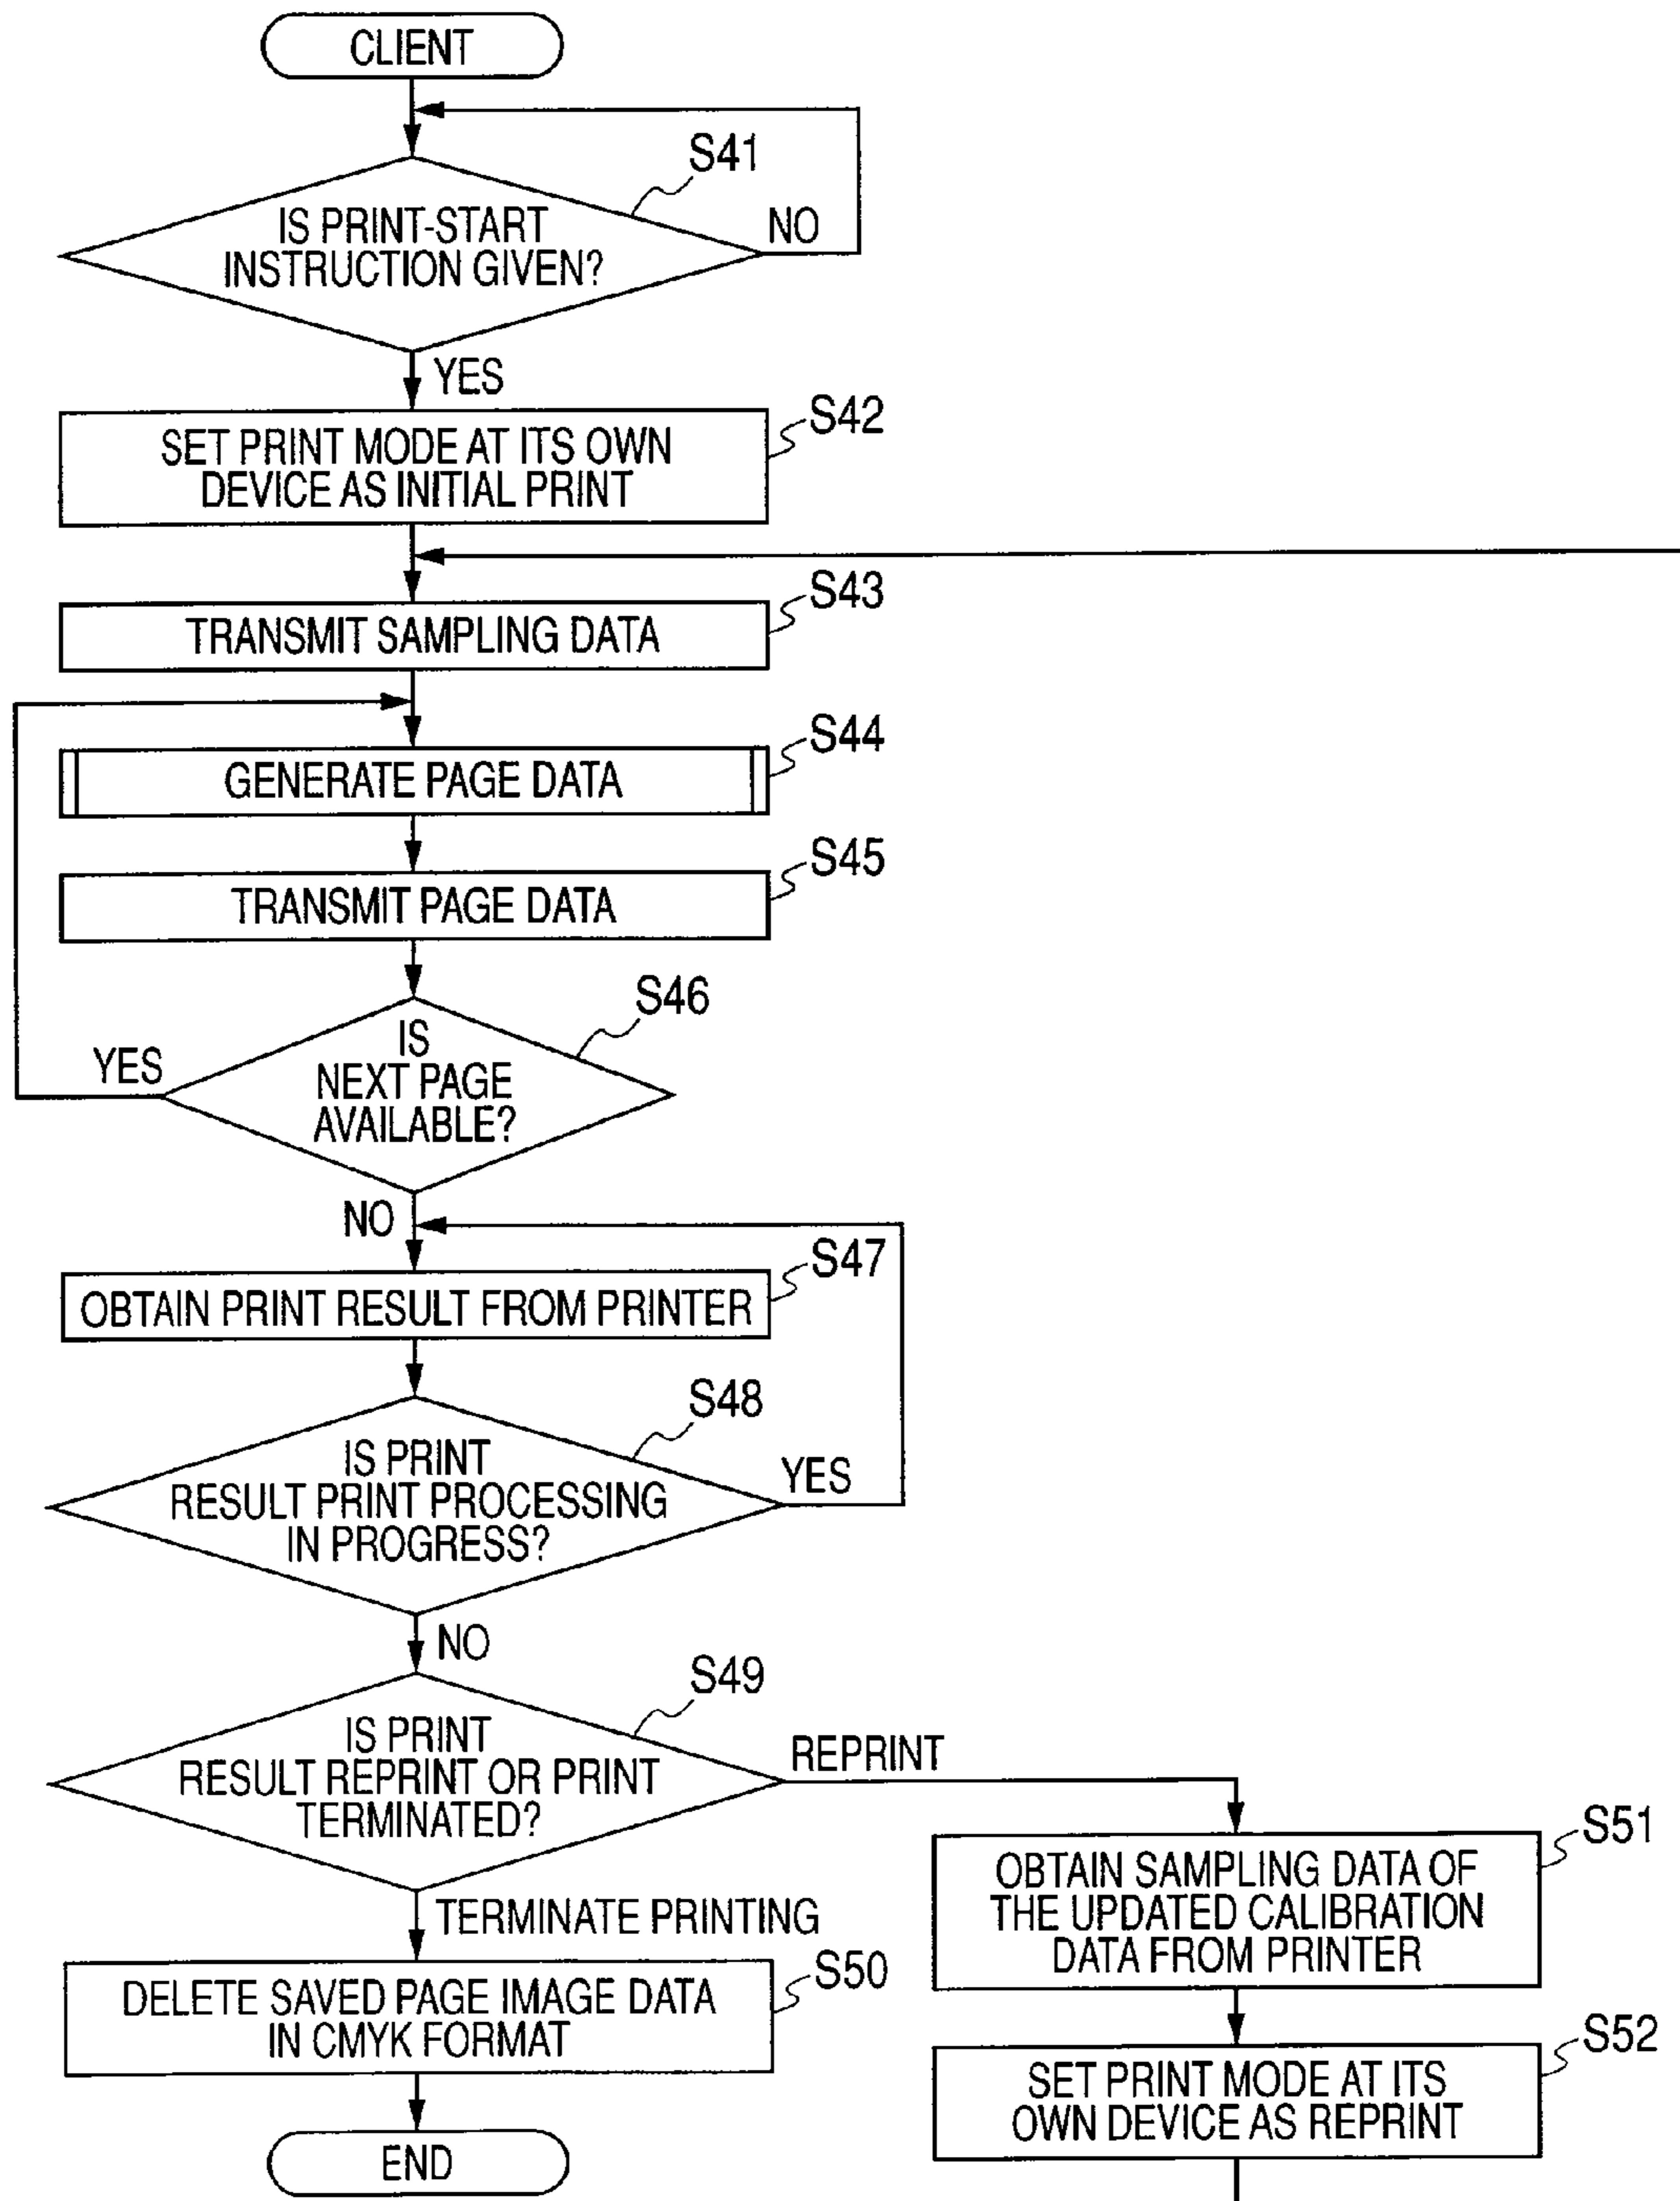 CLIENT
S41
IS PRINT-START
INSTRUCTION GIVEN?
NO
YES
S42
SET PRINT MODE AT ITS OWN
DEVICE AS INITIAL PRINT
S43
TRANSMIT SAMPLING DATA
S44
GENERATE PAGE DATA
S45
TRANSMIT PAGE DATA
S46
YES
IS
NEXT PAGE
AVAILABLE?
NO
S47
OBTAIN PRINT RESULT FROM PRINTER
S48
IS PRINT
RESULT PRINT PROCESSING
IN PROGRESS?
YES
NO
S49
IS PRINT
RESULT REPRINT OR PRINT
TERMINATED?
REPRINT
TERMINATE PRINTING
S50
DELETE SAVED PAGE IMAGE DATA
IN CMYK FORMAT
END
S51
OBTAIN SAMPLING DATA OF
THE UPDATED CALIBRATION
DATA FROM PRINTER
S52
SET PRINT MODE AT ITS
OWN DEVICE AS REPRINT